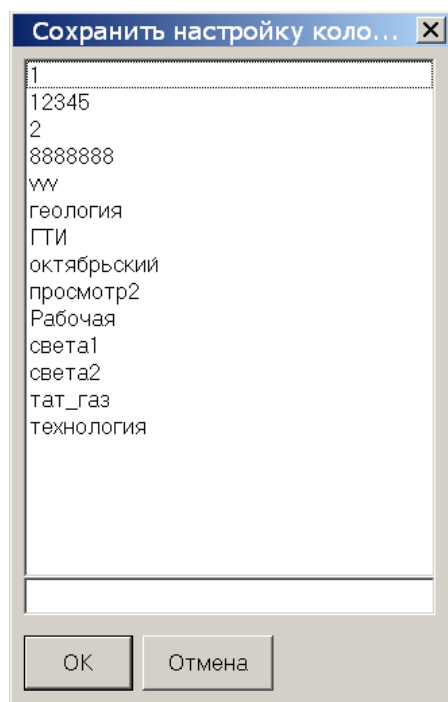 Сохранить настройку коло...
1
12345
2
8888888
vvv
геология
ГТИ
октябрьский
просмотр2
Рабочая
света1
света2
тат_газ
технология
OK
Отмена